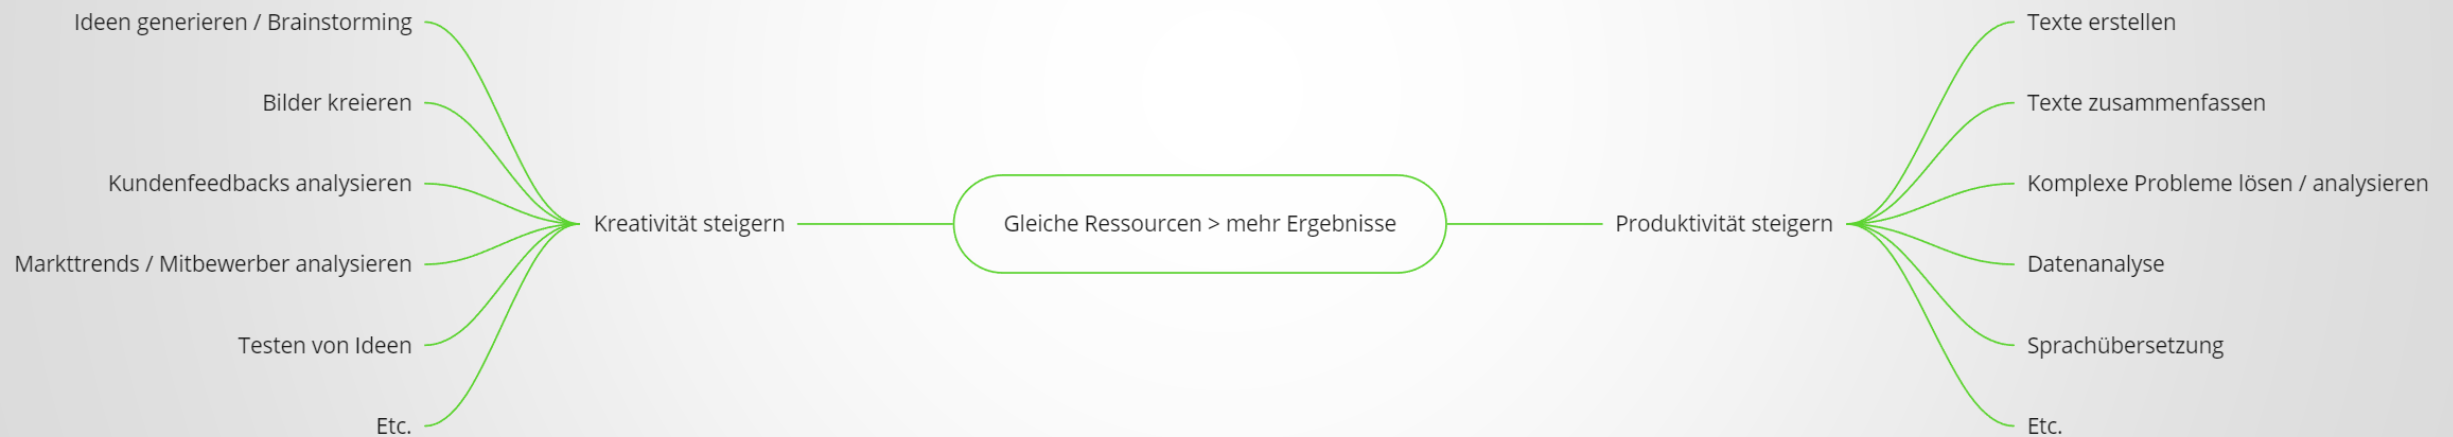 Ideen generieren / Brainstorming
Bilder kreieren
Kundenfeedbacks analysieren
Markttrends / Mitbewerber analysieren
Testen von Ideen
Etc.
Kreativität steigern
Gleiche Ressourcen > mehr Ergebnisse
Produktivität steigern
Texte erstellen
Texte zusammenfassen
Komplexe Probleme lösen / analysieren
Datenanalyse
Sprachübersetzung
Etc.